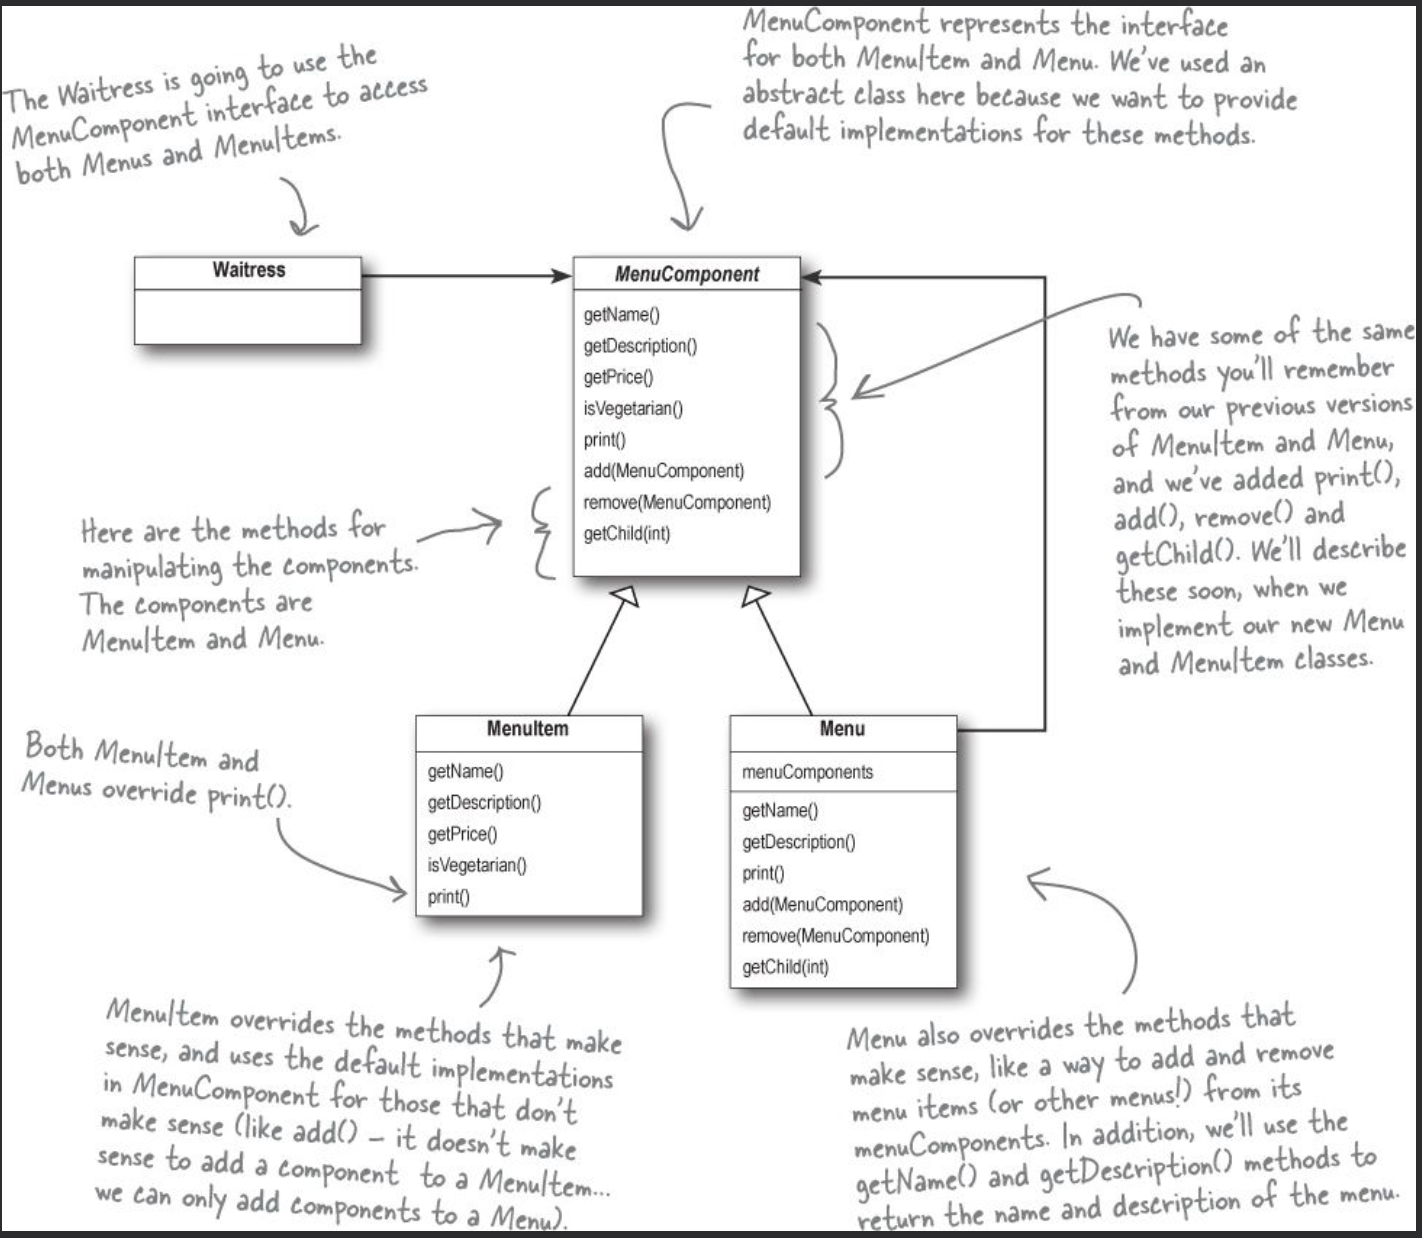 The Waitress is going to use the
MenuComponent interface to access
both Menus and MenuItems.
MenuComponent represents the interface
for both MenuItem and Menu. We've used an
abstract class here because we want to provide
default implementations for these methods.
Waitress
MenuComponent
getName()
getDescription()
getPrice()
isVegetarian()
print()
add(MenuComponent)
remove(MenuComponent)
getChild(int)
We have some of the same
methods you'll remember
from our previous versions
of MenuItem and Menu,
and we've added print(),
add(), remove() and
getChild(). We'll describe
these soon, when we
implement our new Menu
and MenuItem classes.
Here are the methods for
manipulating the components.
The components are
MenuItem and Menu.
Both MenuItem and
Menus override print().
MenuItem
getName()
getDescription()
getPrice()
isVegetarian()
print()
Menu
menuComponents
getName()
getDescription()
print()
add(MenuComponent)
remove(MenuComponent)
getChild(int)
MenuItem overrides the methods that make
sense, and uses the default implementations
in MenuComponent for those that don't
make sense (like add() – it doesn't make
sense to add a component to a MenuItem...
we can only add components to a Menu).
Menu also overrides the methods that
make sense, like a way to add and remove
menu items (or other menus!) from its
menuComponents. In addition, we'll use the
getName() and getDescription() methods to
return the name and description of the menu.